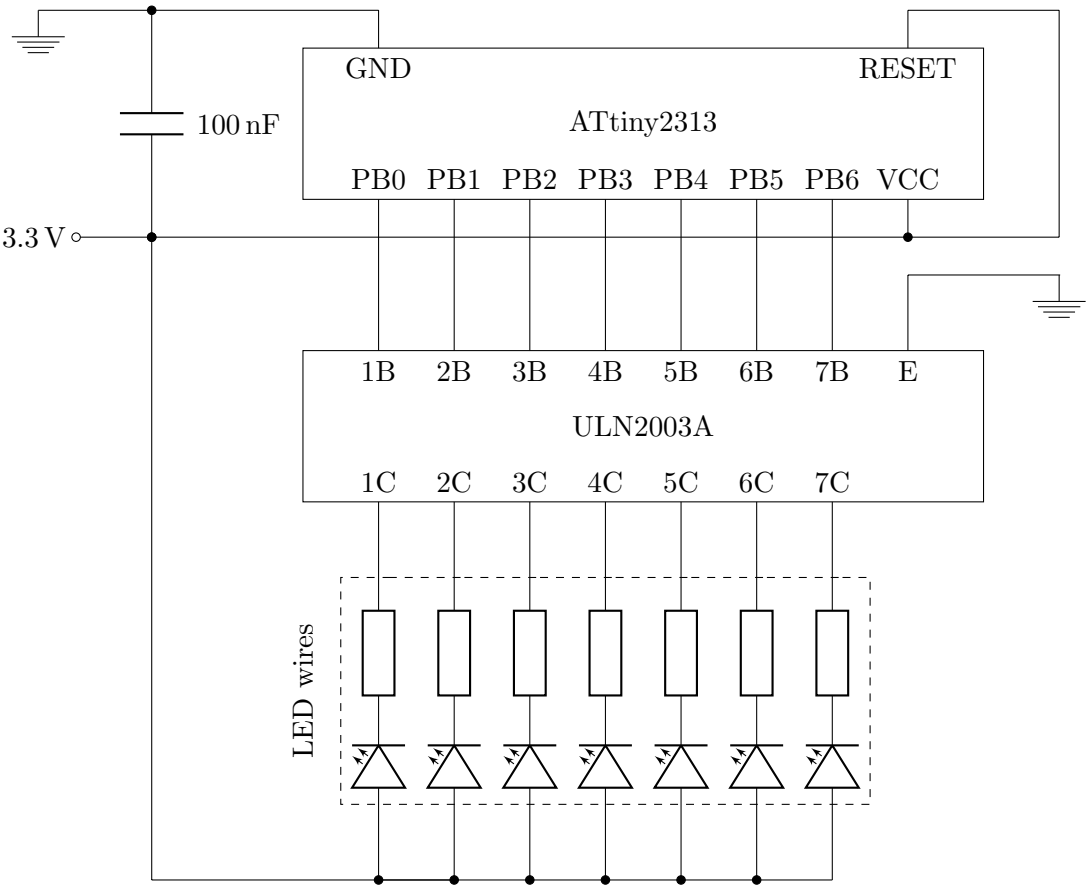 GND RESET
100 nF
ATtiny2313
PB0 PB1 PB2 PB3 PB4 PB5 PB6 VCC
3.3 V
1B 2B 3B 4B 5B 6B 7B E
ULN2003A
1C 2C 3C 4C 5C 6C 7C
LED wires